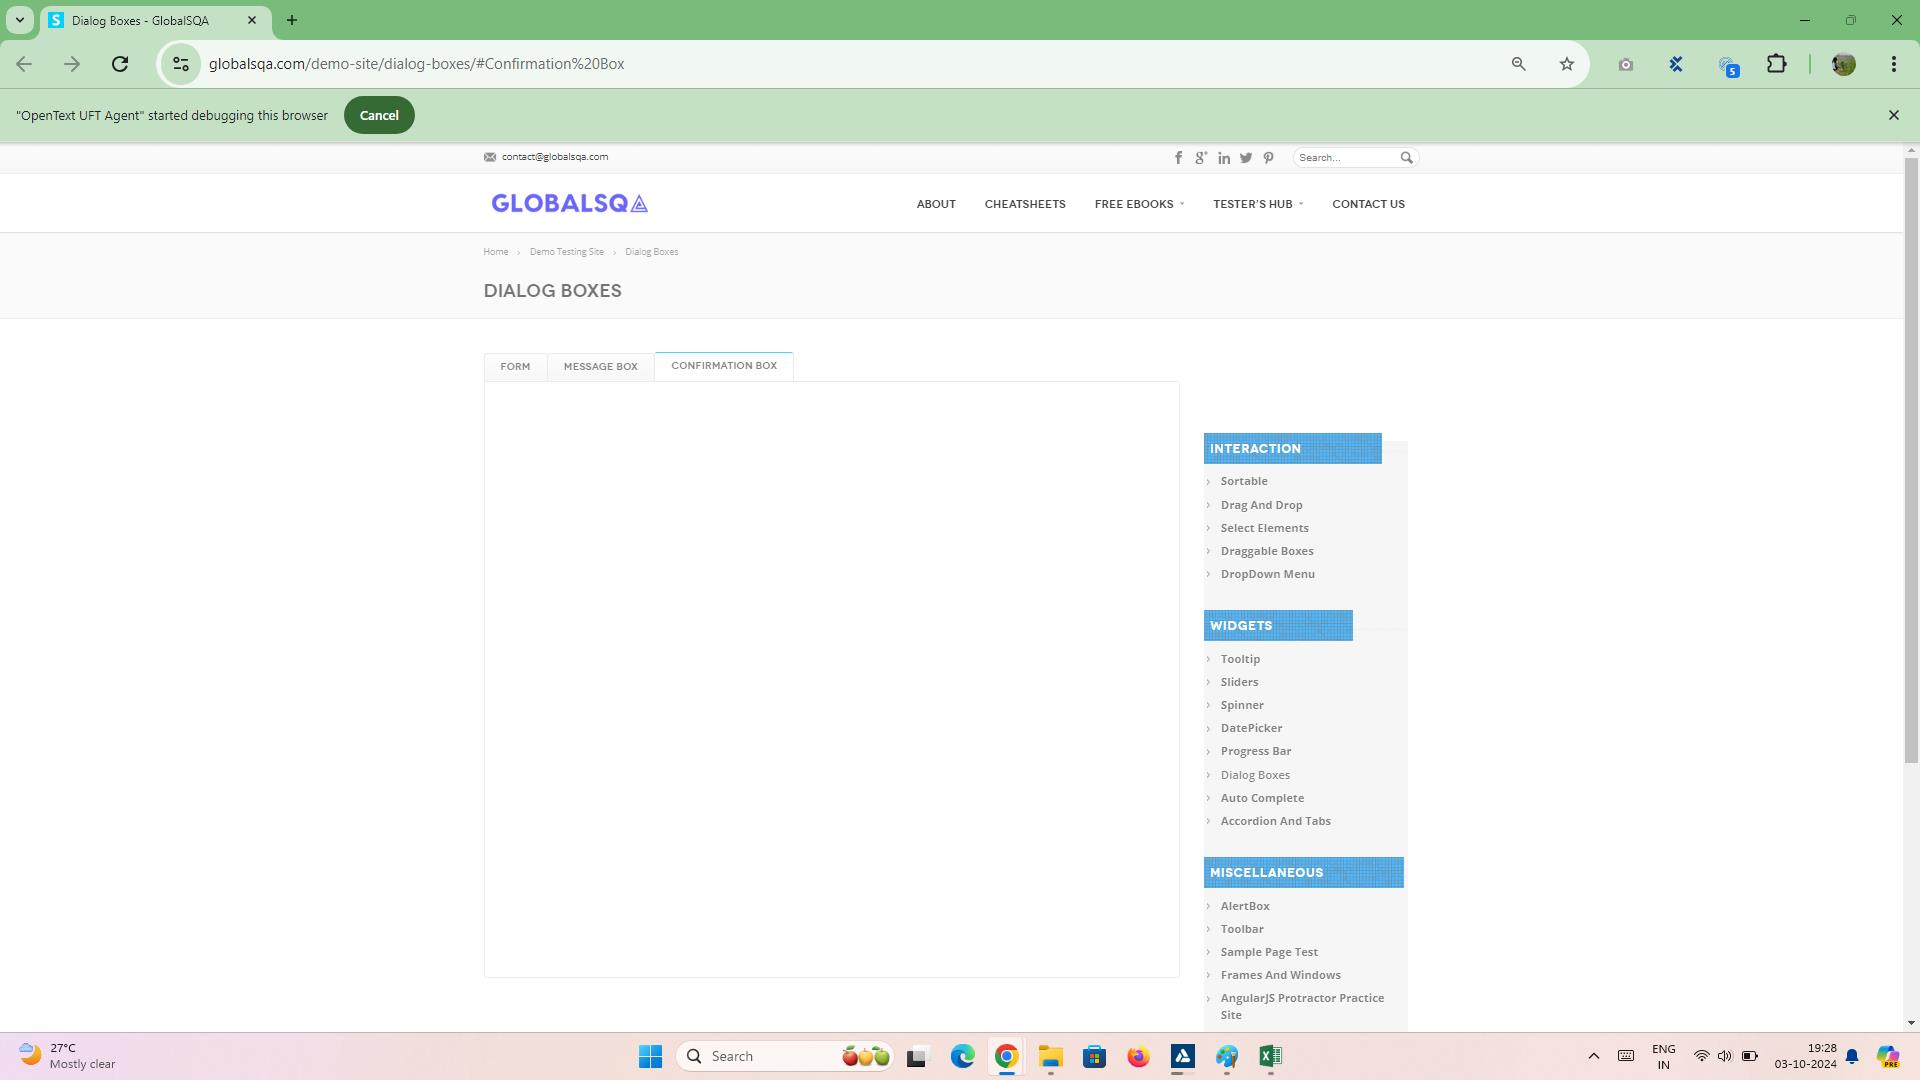 Dialog Boxes - GlobalSQA
globalsqa.com/demo-site/dialog-boxes/#Confirmation%20Box
5
"OpenText UFT Agent" started debugging this browser
Cancel
contact@globalsqa.com
Search...
GLOBALSQA
ABOUT
CHEATSHEETS
FREE EBOOKS
TESTER'S HUB
CONTACT US
Home › Demo Testing Site › Dialog Boxes
DIALOG BOXES
FORM
MESSAGE BOX
CONFIRMATION BOX
INTERACTION
Sortable
Drag And Drop
Select Elements
Draggable Boxes
DropDown Menu
WIDGETS
Tooltip
Sliders
Spinner
DatePicker
Progress Bar
Dialog Boxes
Auto Complete
Accordion And Tabs
MISCELLANEOUS
AlertBox
Toolbar
Sample Page Test
Frames And Windows
AngularJS Protractor Practice
Site
27°C
Mostly clear
Search
ENG
IN
19:28
03-10-2024
PRE